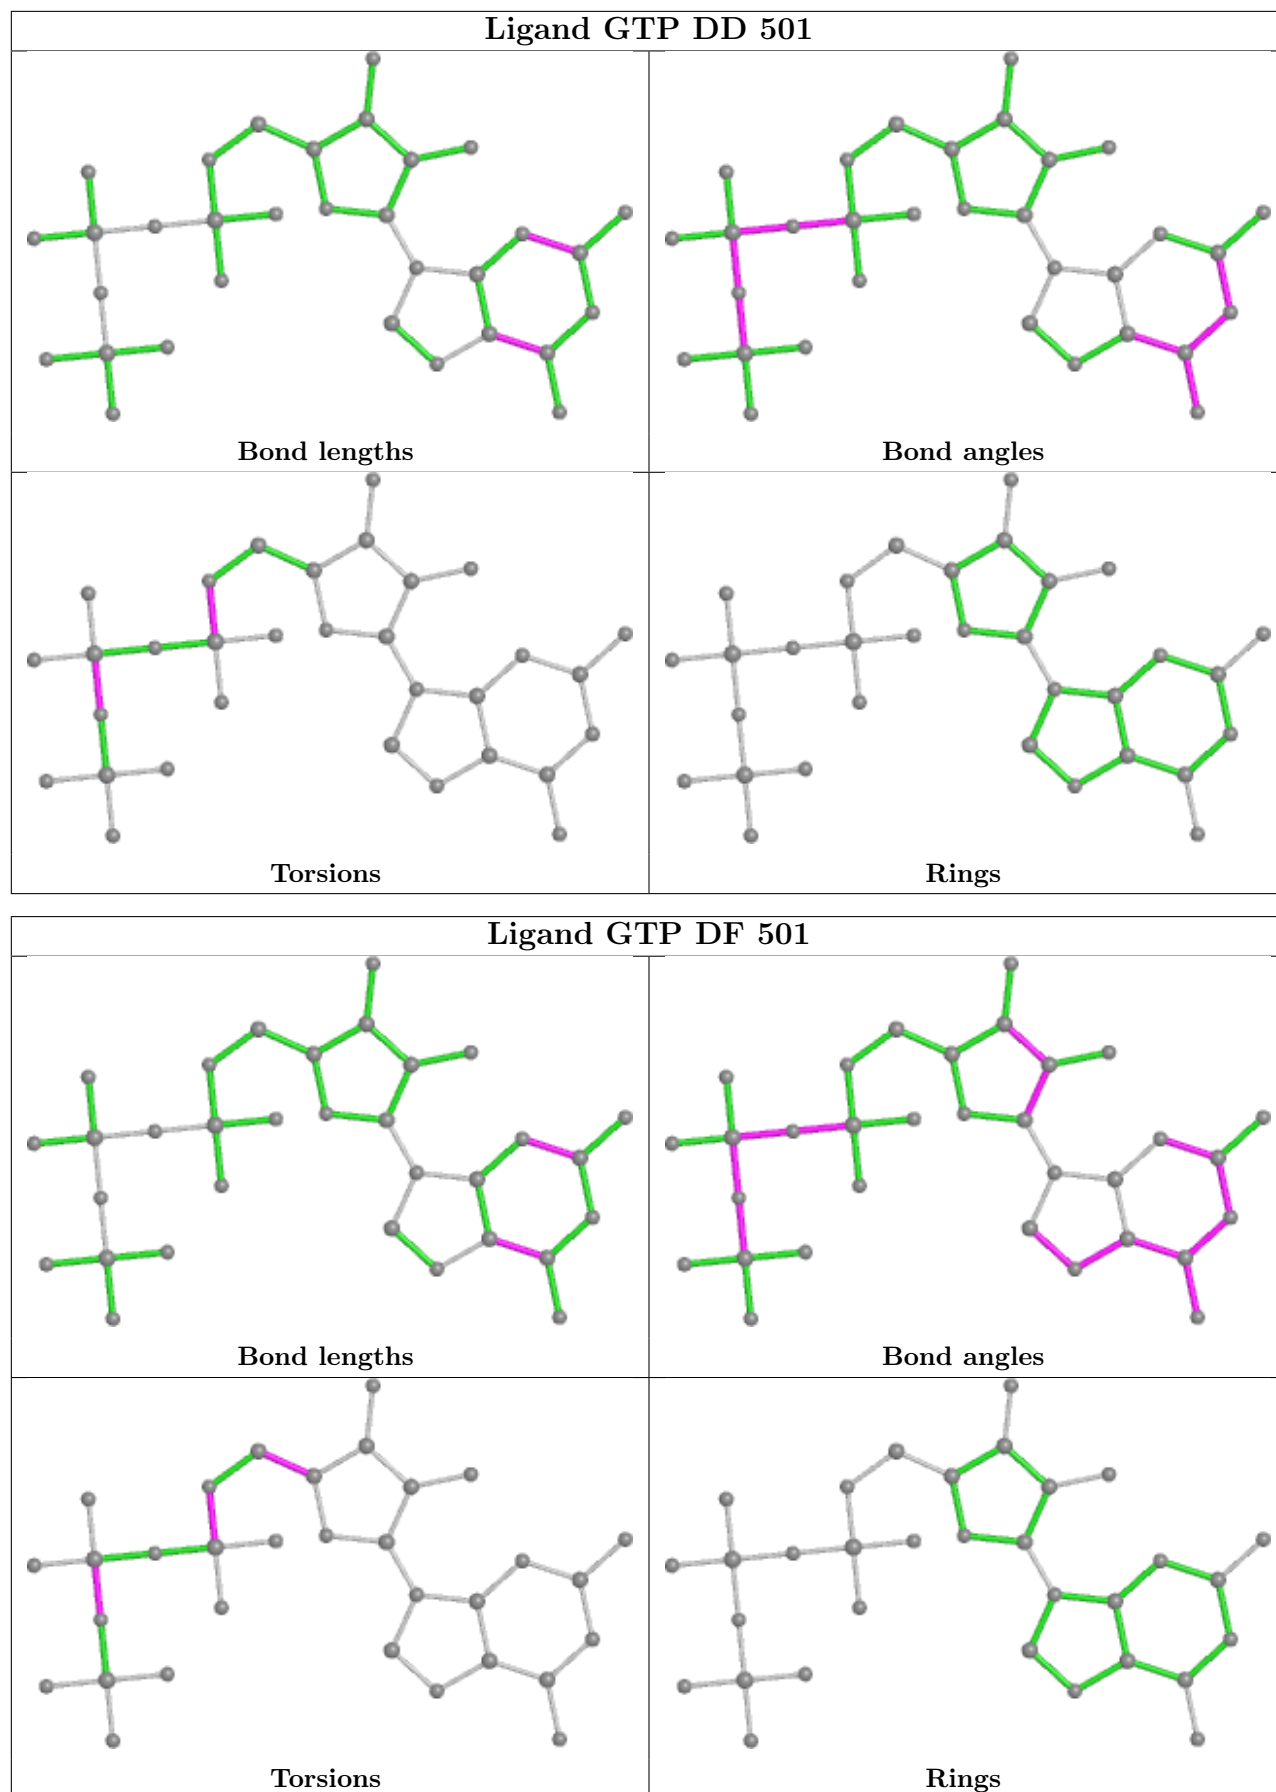 Ligand GTP DD 501
Bond lengths
Bond angles
Torsions
Rings
Ligand GTP DF 501
Bond lengths
Bond angles
Torsions
Rings